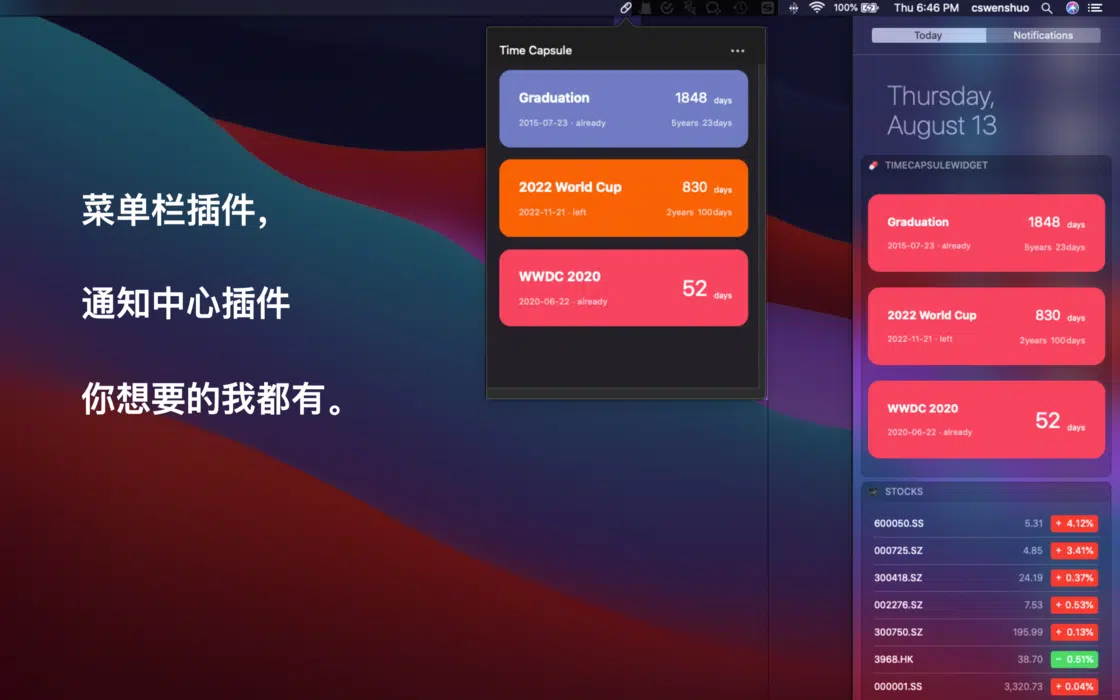 100%
Thu 6:46 PM
cswenshuo
菜单栏插件,
通知中心插件
你想要的我都有。
Time Capsule
Graduation
1848 days
2015-07-23 · already
5years 23days
2022 World Cup
830 days
2022-11-21 · left
2years 100days
WWDC 2020
52 days
2020-06-22 · already
Today
Notifications
Thursday,
August 13
TIMECAPSULEWIDGET
Graduation
1848 days
2015-07-23 · already
5years 23days
2022 World Cup
830 days
2022-11-21 · left
2years 100days
WWDC 2020
52 days
2020-06-22 · already
STOCKS
600050.SS 5.31 + 4.12%
000725.SZ 4.85 + 3.41%
300418.SZ 24.19 + 0.37%
002276.SZ 7.53 + 0.53%
300750.SZ 195.99 + 0.13%
3968.HK 38.70 − 0.51%
000001.SS 3,320.73 + 0.04%